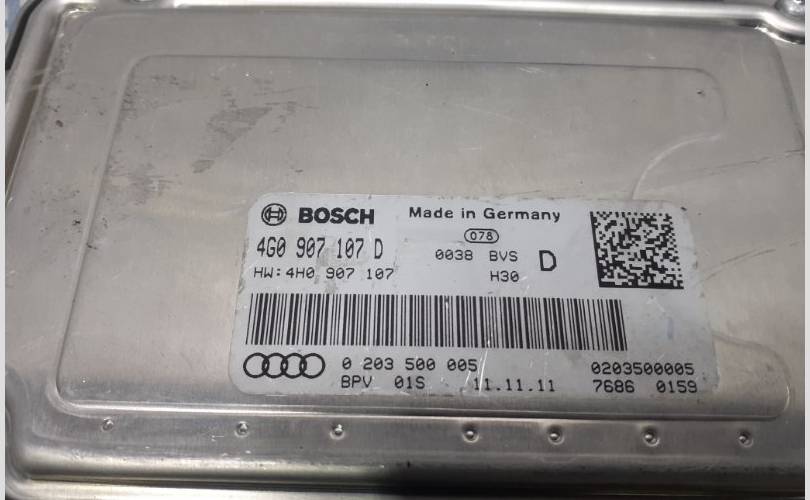 BOSCH Made in Germany
078
4G0 907 107 D 0038 BVS D
HW:4H0 907 107 H30
0 203 500 005 0203500005
BPV 01S 11.11.11 7686 0159